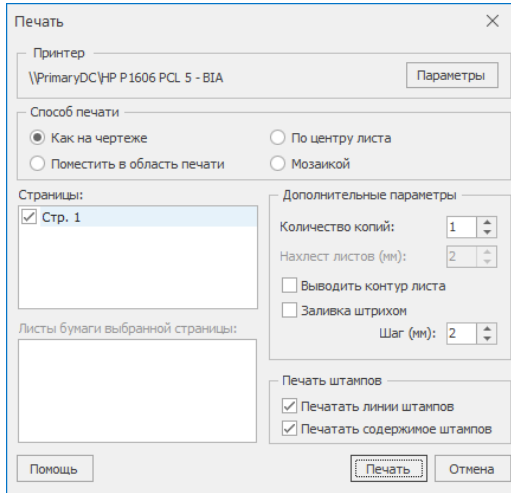 Печать
Принтер
\\PrimaryDC\HP P1606 PCL 5 - BIA
Параметры
Способ печати
Как на чертеже
По центру листа
Поместить в область печати
Мозаикой
Страницы:
Стр. 1
Дополнительные параметры
Количество копий: 1
Нахлест листов (мм): 2
Выводить контур листа
Заливка штрихом
Шаг (мм): 2
Листы бумаги выбранной страницы:
Печать штампов
Печатать линии штампов
Печатать содержимое штампов
Помощь
Печать
Отмена